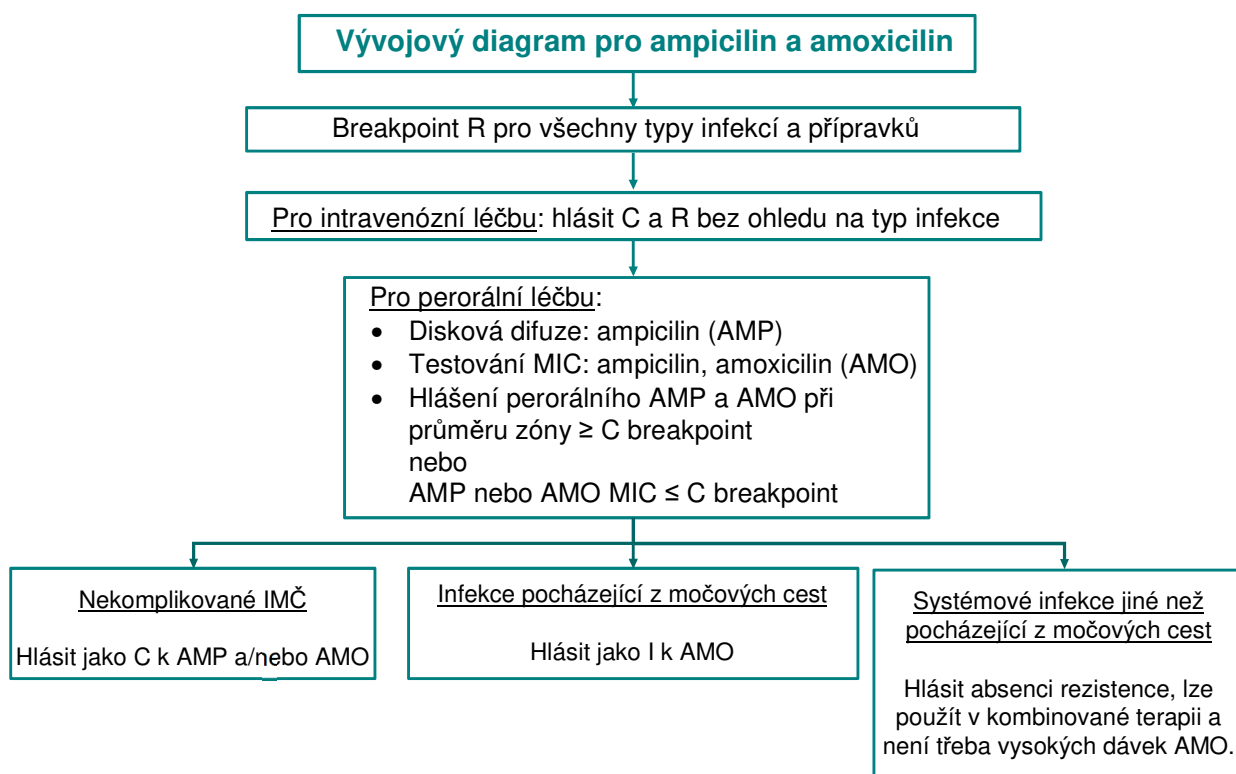 Vývojový diagram pro ampicilin a amoxicilin
Breakpoint R pro všechny typy infekcí a přípravků
Pro intravenózní léčbu: hlásit C a R bez ohledu na typ infekce
Pro perorální léčbu:
• Disková difuze: ampicilin (AMP)
• Testování MIC: ampicilin, amoxicilin (AMO)
• Hlášení perorálního AMP a AMO při
průměru zóny ≥ C breakpoint
nebo
AMP nebo AMO MIC ≤ C breakpoint
Nekomplikované IMČ
Hlásit jako C k AMP a/nebo AMO
Infekce pocházející z močových cest
Hlásit jako I k AMO
Systémové infekce jiné než
pocházející z močových cest
Hlásit absenci rezistence, lze
použít v kombinované terapii a
není třeba vysokých dávek AMO.